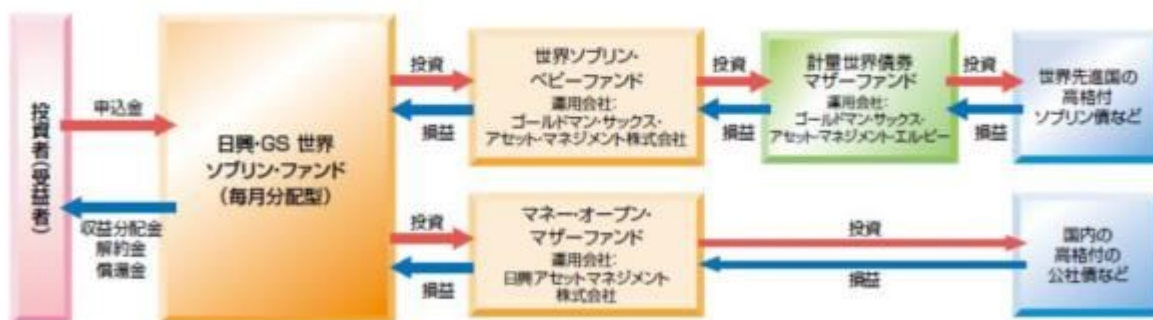 投資者(受益者)
申込金
収益分配金
解約金
償還金
日興・GS 世界
ソブリン・ファンド
(毎月分配型)
投資
損益
世界ソブリン・
ベビーファンド
運用会社:
ゴールドマン・サックス・
アセット・マネジメント株式会社
投資
損益
計量世界債券
マザーファンド
運用会社:
ゴールドマン・サックス・
アセット・マネジメント・エルピー
投資
損益
世界先進国の
高格付
ソブリン債など
投資
損益
マネー・オープン・
マザーファンド
運用会社:
日興アセットマネジメント
株式会社
投資
損益
国内の
高格付の
公社債など